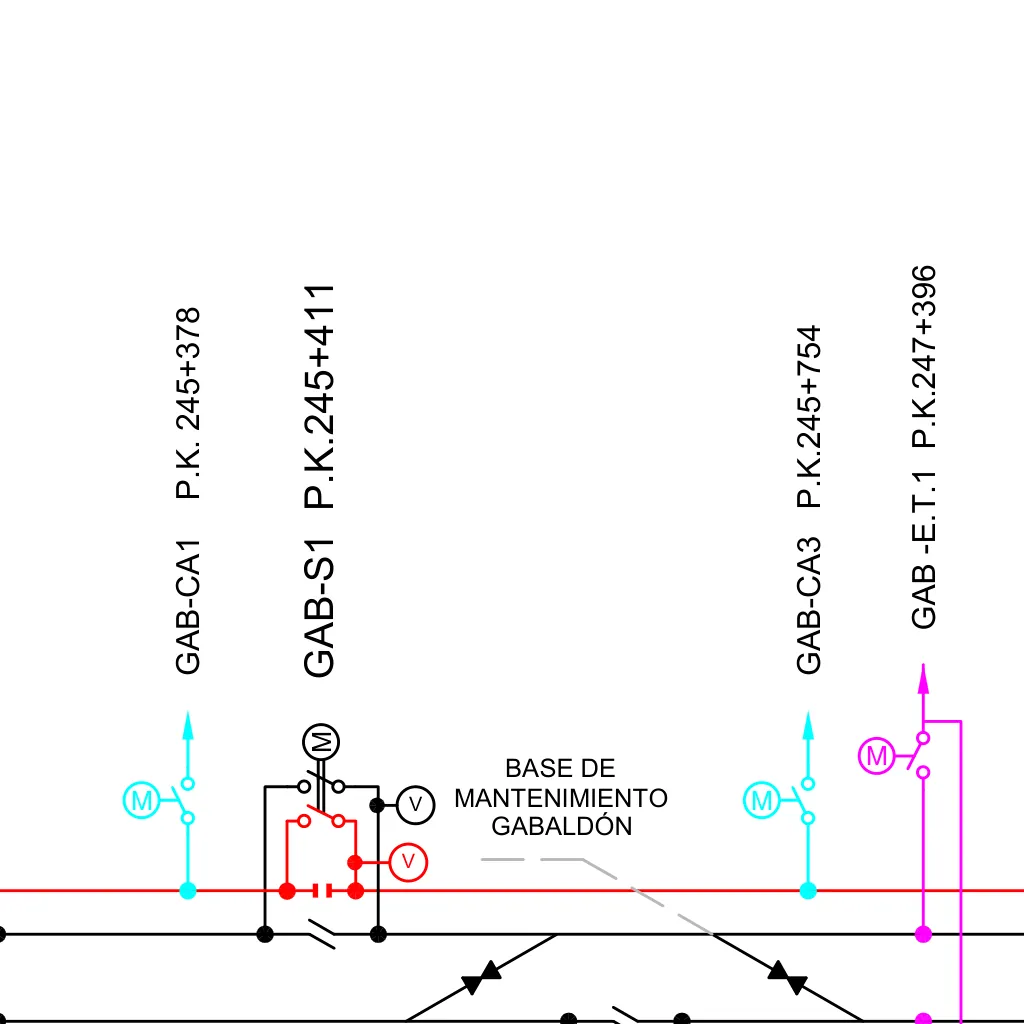 GAB-CA1 P.K. 245+378
GAB-S1 P.K.245+411
GAB-CA3 P.K.245+754
GAB -E.T.1 P.K.247+396
M
M
V
V
BASE DE
MANTENIMIENTO
GABALDÓN
M
M